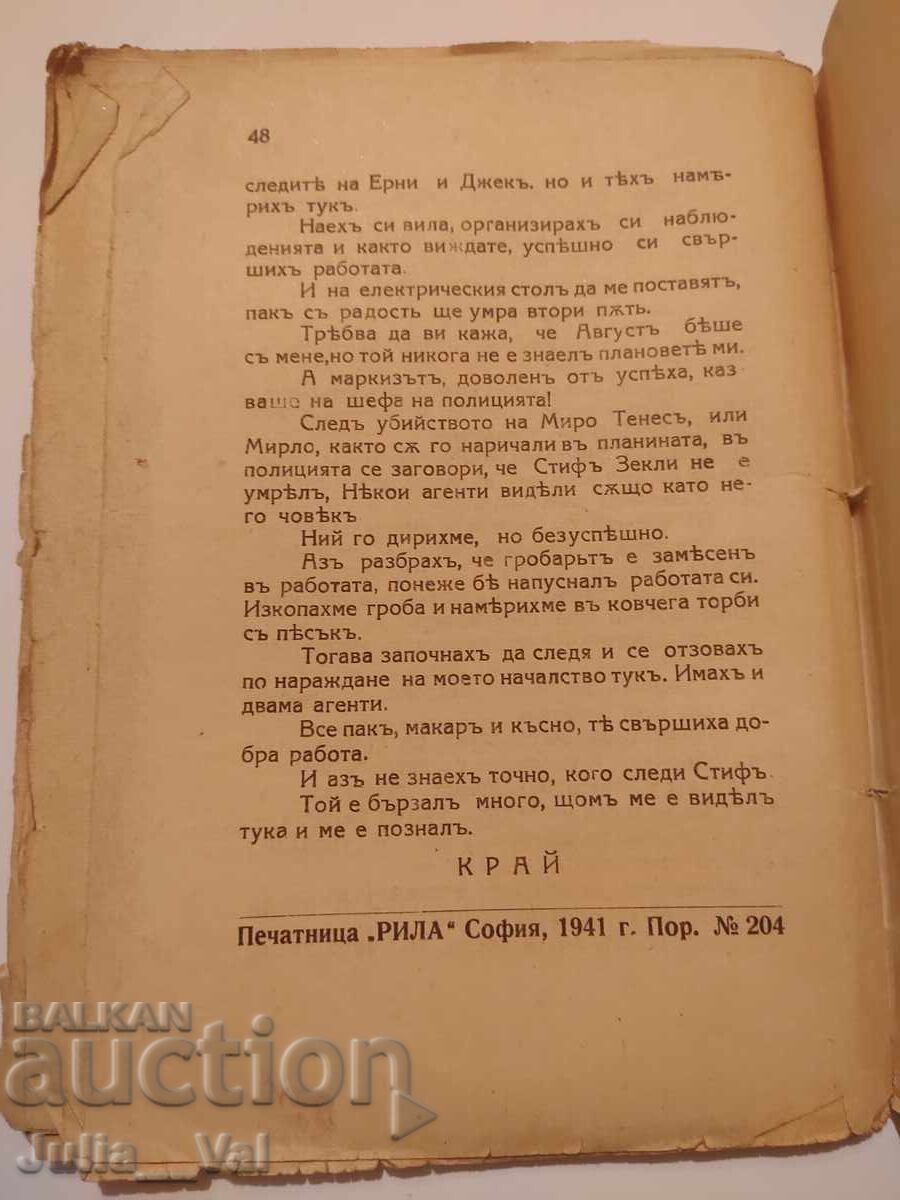 48
следитѣ на Ерни и Джекъ, но и тѣхъ намѣ-
рихъ тукъ.
Наехъ си вила, организирахъ си наблю-
денията и както виждате, успѣшно си свър-
шихъ работата.
И на електрическия столъ да ме поставятъ,
пакъ съ радость ще умра втори пѫть.
Трѣбва да ви кажа, че Августъ бѣше
съ мене, но той никога не е знаелъ плановетѣ ми.
А маркизътъ, доволенъ отъ успѣха, каз
ваше на шефа на полицията!
Следъ убийството на Миро Тенесъ, или
Мирло, както сѫ го наричали въ планината, въ
полицията се заговори, че Стифъ Зекли не е
умрѣлъ, Нѣкои агенти видѣли сѫщо като не-
го човѣкъ
Ний го дирихме, но безуспѣшно.
Азъ разбрахъ, че гробарьтъ е замѣсенъ
въ работата, понеже бѣ напусналъ работата си.
Изкопахме гроба и намѣрихме въ ковчега торби
съ пѣсъкъ.
Тогава започнахъ да следя и се отзовахъ
по нараждане на моето началство тукъ. Имахъ и
двама агенти.
Все пакъ, макаръ и късно, тѣ свършиха до-
бра работа.
И азъ не знаехъ точно, кого следи Стифъ.
Той е бързалъ много, щомъ ме е видѣлъ
тука и ме е позналъ.
КРАЙ
Печатница „РИЛА" София, 1941 г. Пор. № 204
BALKAN
auction
Julia__Val